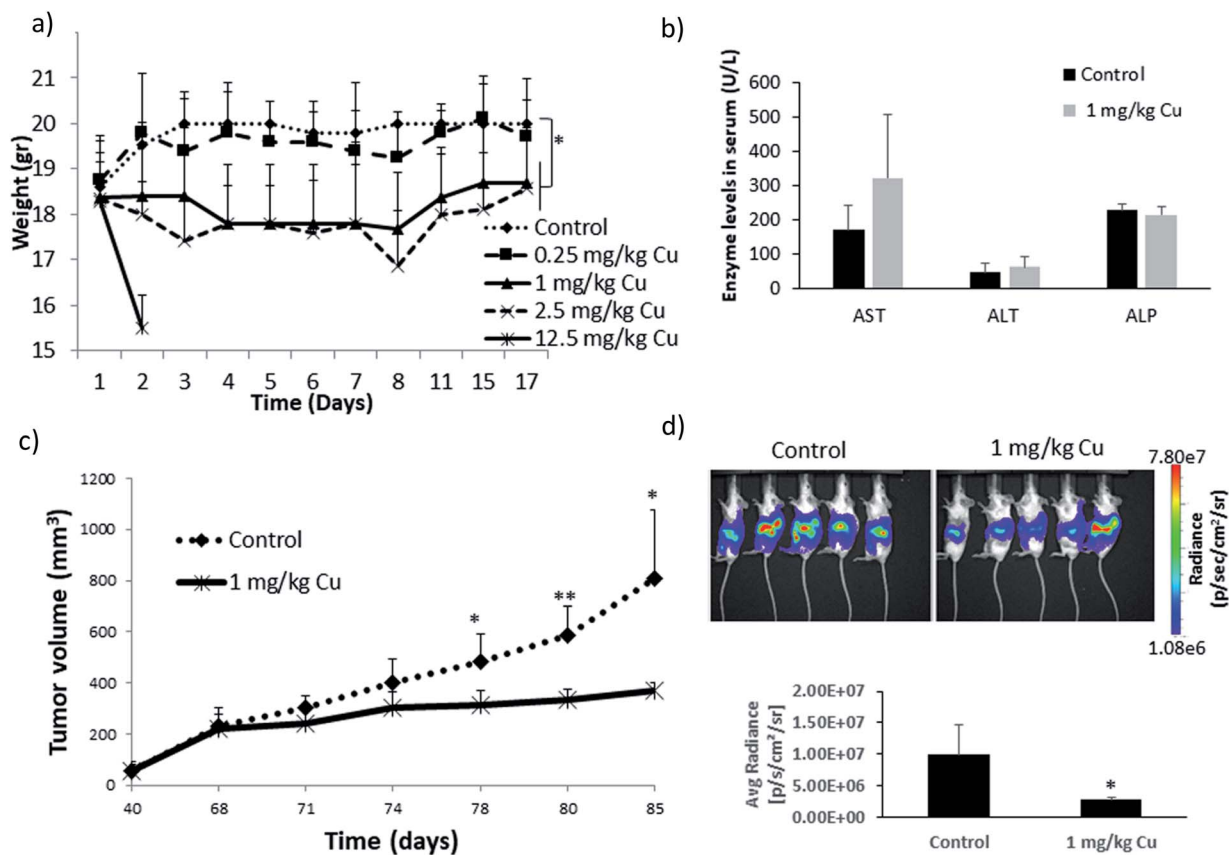 a)
21
20
19
18
17
16
15
Weight (gr)
1 2 3 4 5 6 7 8 11 15 17
Time (Days)
*
Control
0.25 mg/kg Cu
1 mg/kg Cu
2.5 mg/kg Cu
12.5 mg/kg Cu
b)
Enzyme levels in serum (U/L)
600
500
400
300
200
100
0
Control
1 mg/kg Cu
AST ALT ALP
c)
Tumor volume (mm³)
1200
1000
800
600
400
200
0
Control
1 mg/kg Cu
*
**
*
40 68 71 74 78 80 85
Time (days)
d)
Control 1 mg/kg Cu
7.80e7
Radiance
(p/sec/cm²/sr)
1.08e6
Avg Radiance
[p/s/cm²/sr]
2.00E+07
1.50E+07
1.00E+07
5.00E+06
0.00E+00
*
Control 1 mg/kg Cu